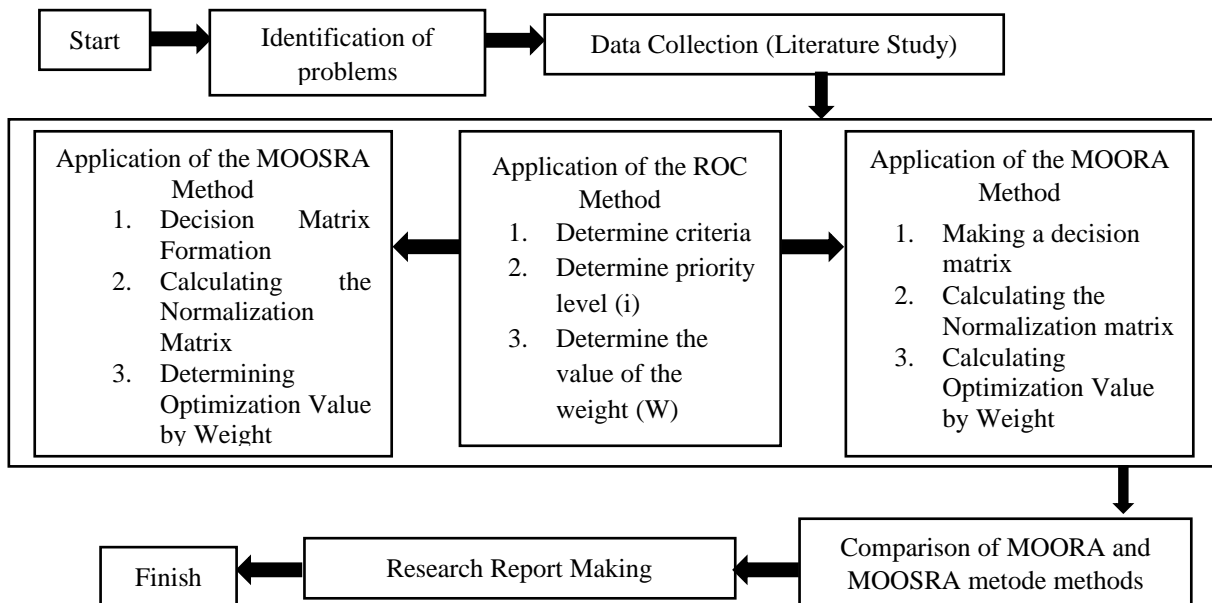 Start
Identification of
problems
Data Collection (Literature Study)
Application of the MOOSRA
Method
1. Decision Matrix
Formation
2. Calculating the
Normalization
Matrix
3. Determining
Optimization Value
by Weight
Application of the ROC
Method
1. Determine criteria
2. Determine priority
level (i)
3. Determine the
value of the
weight (W)
Application of the MOORA
Method
1. Making a decision
matrix
2. Calculating the
Normalization matrix
3. Calculating
Optimization Value
by Weight
Comparison of MOORA and
MOOSRA metode methods
Research Report Making
Finish